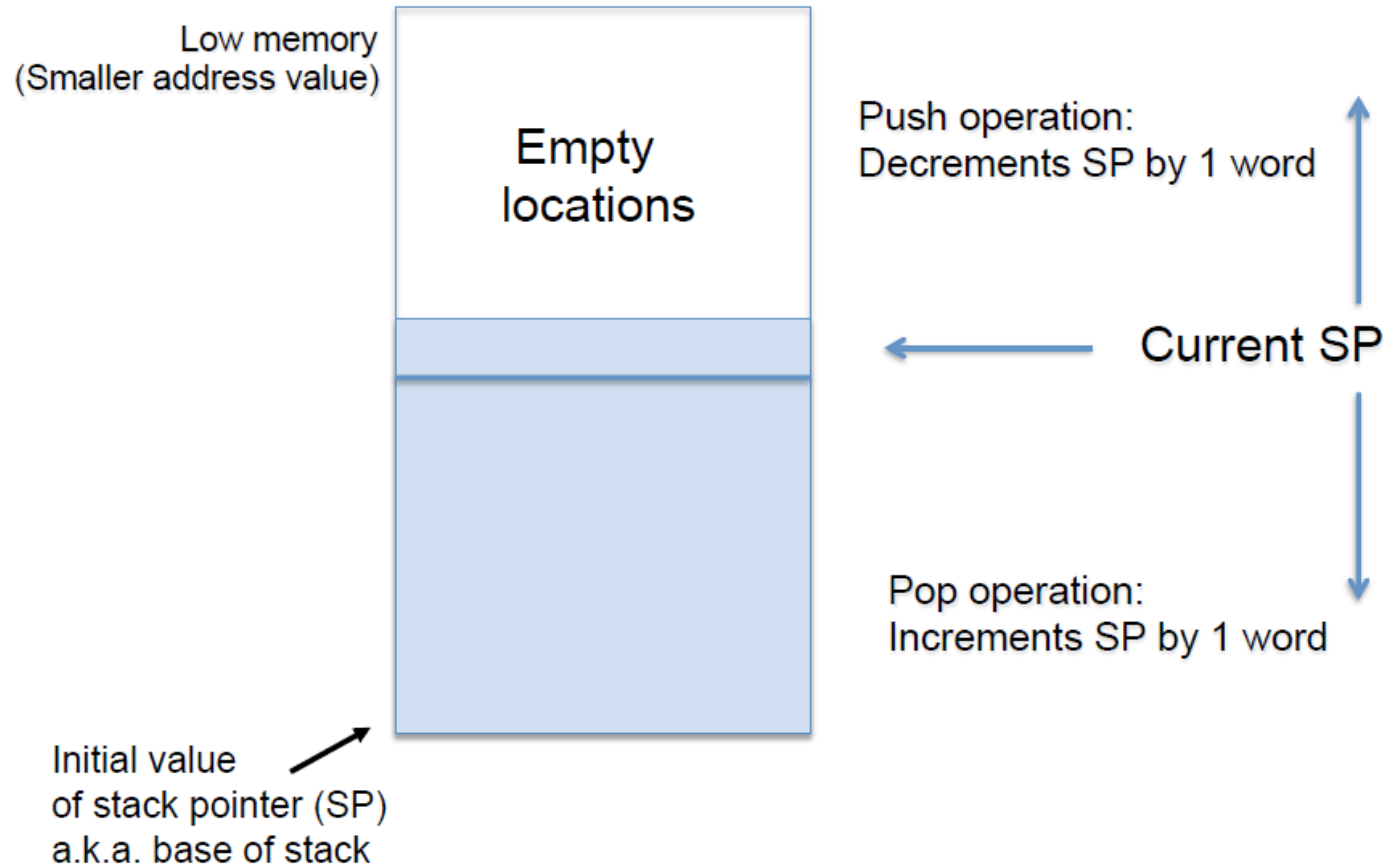 Low memory
(Smaller address value)
Empty
locations
Push operation:
Decrements SP by 1 word
Current SP
Pop operation:
Increments SP by 1 word
Initial value
of stack pointer (SP)
a.k.a. base of stack